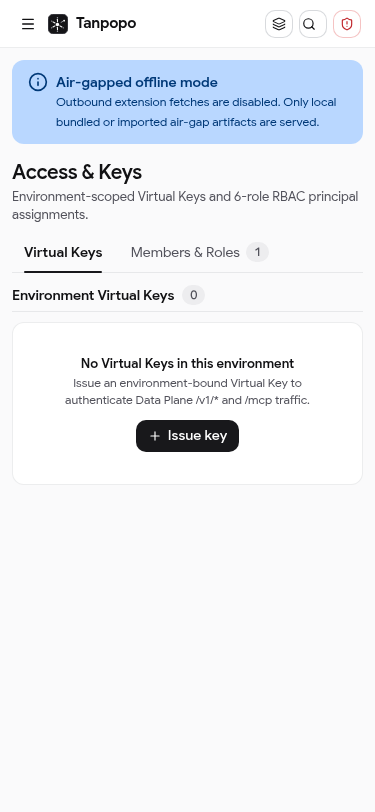 Tanpopo
Air-gapped offline mode
Outbound extension fetches are disabled. Only local
bundled or imported air-gap artifacts are served.
Access & Keys
Environment-scoped Virtual Keys and 6-role RBAC principal
assignments.
Virtual Keys
Members & Roles 1
Environment Virtual Keys 0
No Virtual Keys in this environment
Issue an environment-bound Virtual Key to
authenticate Data Plane /v1/* and /mcp traffic.
Issue key